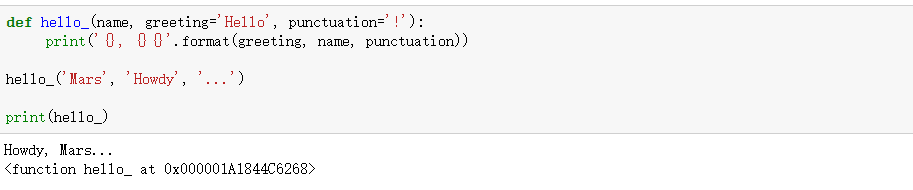 def hello_(name, greeting='Hello', punctuation='!'):
    print('{}, {}{}'.format(greeting, name, punctuation))
hello_('Mars', 'Howdy', '...')
print(hello_)
Howdy, Mars...
<function hello_ at 0x000001A1844C6268>